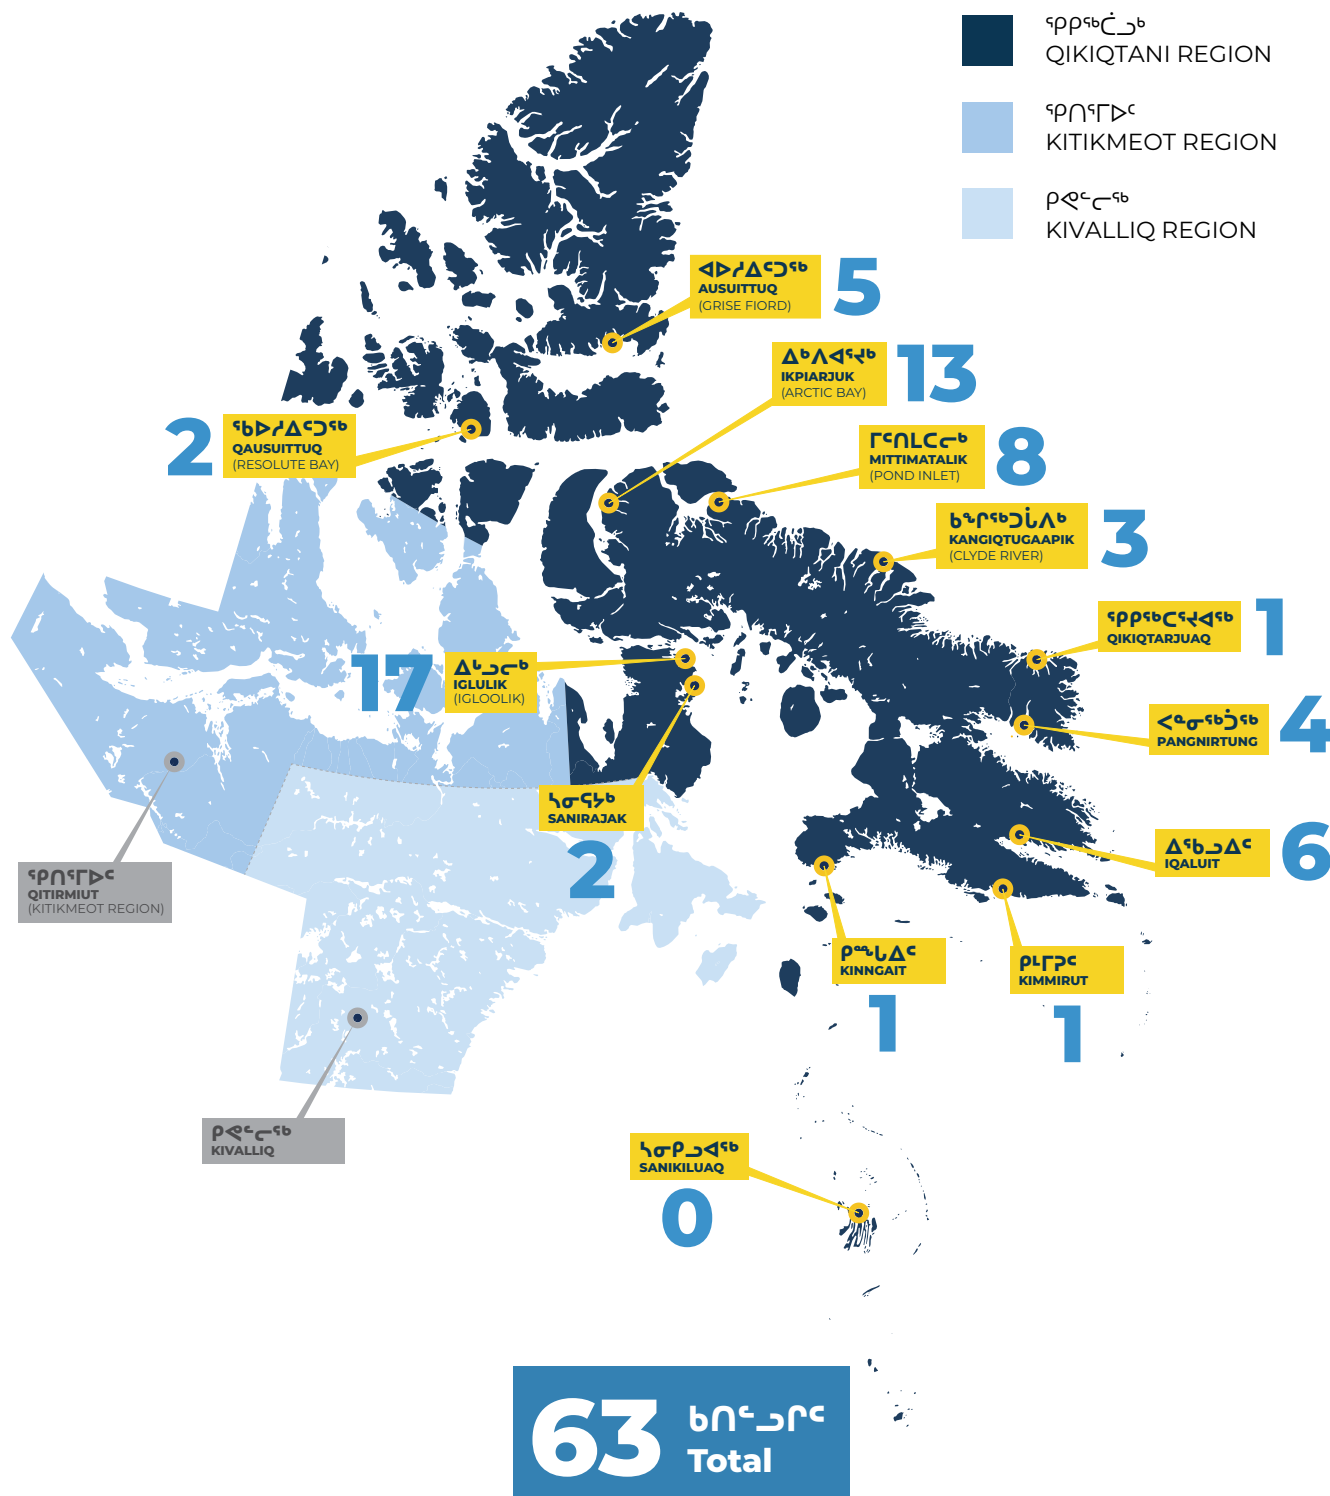 ᕿᑭᖅᑖᓗᒃ
QIKIQTANI REGION
ᕿᑎᕐᒥᐅᑦ
KITIKMEOT REGION
ᑭᕙᓪᓕᖅ
KIVALLIQ REGION
ᐊᐅᓱᐃᑦᑐᖅ
AUSUITTUQ
(GRISE FIORD)
5
ᐃᒃᐱᐊᕐᔪᒃ
IKPIARJUK
(ARCTIC BAY)
13
2
ᖃᐅᓱᐃᑦᑐᖅ
QAUSUITTUQ
(RESOLUTE BAY)
ᒥᑦᑎᒪᑕᓕᒃ
MITTIMATALIK
(POND INLET)
8
ᑲᖏᖅᑐᒑᐱᒃ
KANGIQTUGAAPIK
(CLYDE RIVER)
3
ᕿᑭᖅᑕᕐᔪᐊᖅ
QIKIQTARJUAQ
1
17
ᐃᒡᓗᓕᒃ
IGLULIK
(IGLOOLIK)
ᐸᓐᓂᖅᑑᖅ
PANGNIRTUNG
4
ᓴᓂᕋᔭᒃ
SANIRAJAK
2
ᐃᖃᓗᐃᑦ
IQALUIT
6
ᕿᑎᕐᒥᐅᑦ
QITIRMIUT
(KITIKMEOT REGION)
ᑭᙵᐃᑦ
KINNGAIT
1
ᑭᒻᒥᕈᑦ
KIMMIRUT
1
ᑭᕙᓪᓕᖅ
KIVALLIQ
ᓴᓂᑭᓗᐊᖅ
SANIKILUAQ
0
63
ᑲᑎᓪᓗᒋᑦ
Total